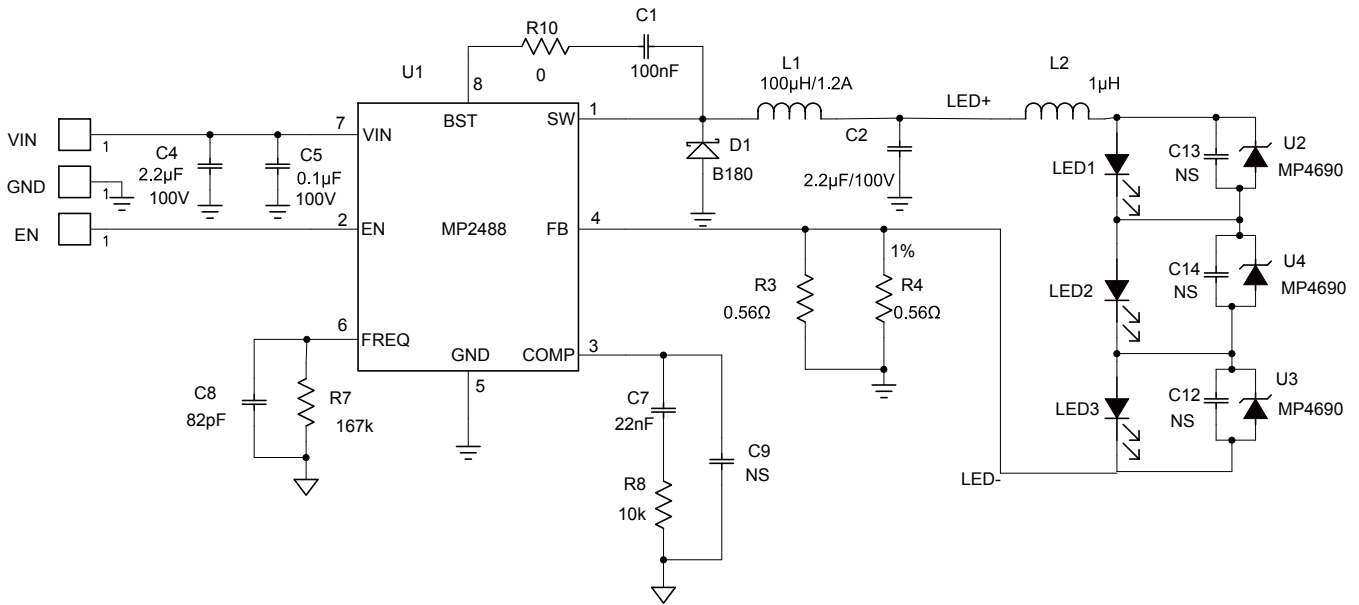 R10
0
C1
100nF
U1
8
BST
SW
1
L1
100µH/1.2A
LED+
L2
1µH
VIN
1
7
VIN
C4
2.2µF
100V
C5
0.1µF
100V
D1
B180
C2
2.2µF/100V
LED1
C13
NS
U2
MP4690
GND
1
EN
1
2
EN
MP2488
FB
4
1%
R3
0.56Ω
R4
0.56Ω
LED2
C14
NS
U4
MP4690
6
FREQ
GND
5
COMP
3
C8
82pF
R7
167k
C7
22nF
C9
NS
R8
10k
LED3
C12
NS
U3
MP4690
LED-